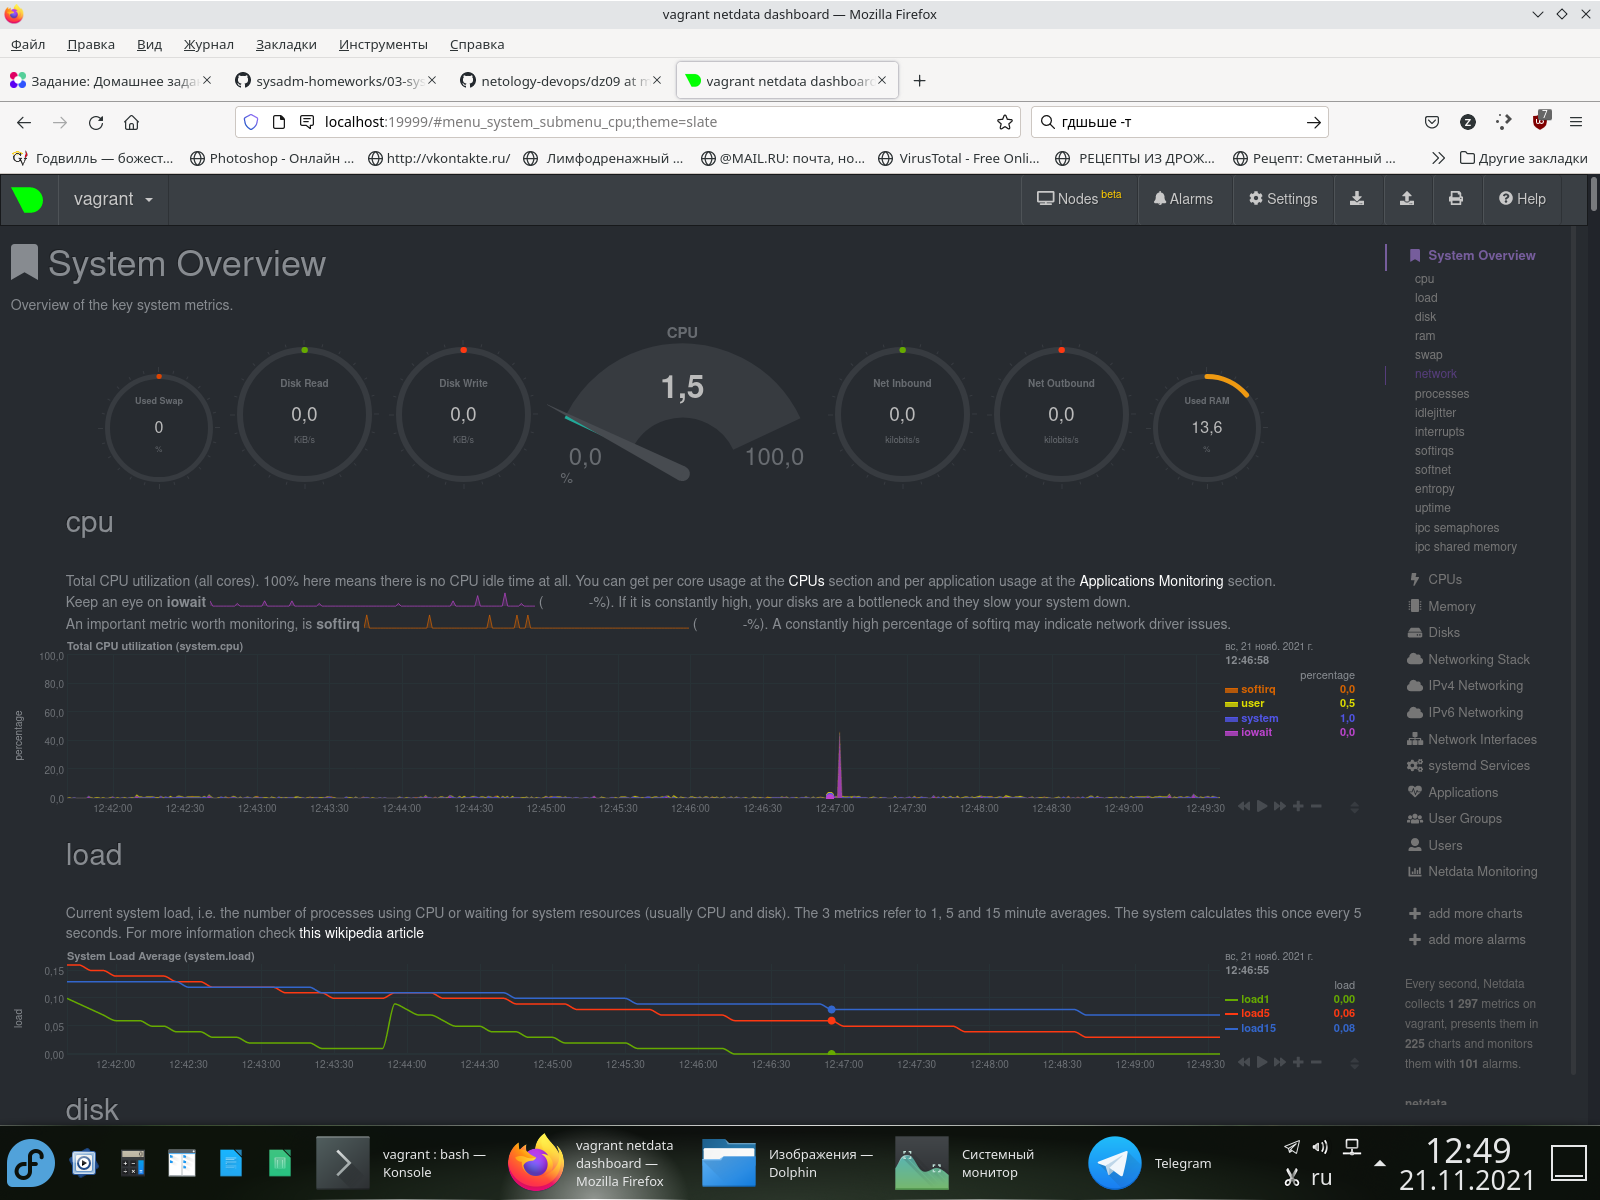 vagrant netdata dashboard — Mozilla Firefox
Файл Правка Вид Журнал Закладки Инструменты Справка
Задание: Домашнее зада
sysadm-homeworks/03-sys
netology-devops/dz09 at m
vagrant netdata dashboard
localhost:19999/#menu_system_submenu_cpu;theme=slate
гдшьше -т
7
Годвилль — божест...
Photoshop - Онлайн ...
http://vkontakte.ru/
Лимфодренажный ...
@MAIL.RU: почта, но...
VirusTotal - Free Onli...
РЕЦЕПТЫ ИЗ ДРОЖ...
Рецепт: Сметанный ...
Другие закладки
vagrant
Nodes beta
Alarms
Settings
Help
System Overview
Overview of the key system metrics.
Used Swap
0
%
Disk Read
0,0
KiB/s
Disk Write
0,0
KiB/s
CPU
1,5
0,0
100,0
%
Net Inbound
0,0
kilobits/s
Net Outbound
0,0
kilobits/s
Used RAM
13,6
%
cpu
Total CPU utilization (all cores). 100% here means there is no CPU idle time at all. You can get per core usage at the CPUs section and per application usage at the Applications Monitoring section.
Keep an eye on iowait ( -%). If it is constantly high, your disks are a bottleneck and they slow your system down.
An important metric worth monitoring, is softirq ( -%). A constantly high percentage of softirq may indicate network driver issues.
Total CPU utilization (system.cpu)
percentage
100,0
80,0
60,0
40,0
20,0
0,0
12:42:00 12:42:30 12:43:00 12:43:30 12:44:00 12:44:30 12:45:00 12:45:30 12:46:00 12:46:30 12:47:00 12:47:30 12:48:00 12:48:30 12:49:00 12:49:30
вс, 21 нояб. 2021 г.
12:46:58
percentage
softirq 0,0
user 0,5
system 1,0
iowait 0,0
load
Current system load, i.e. the number of processes using CPU or waiting for system resources (usually CPU and disk). The 3 metrics refer to 1, 5 and 15 minute averages. The system calculates this once every 5
seconds. For more information check this wikipedia article
System Load Average (system.load)
load
0,15
0,10
0,05
0,00
12:42:00 12:42:30 12:43:00 12:43:30 12:44:00 12:44:30 12:45:00 12:45:30 12:46:00 12:46:30 12:47:00 12:47:30 12:48:00 12:48:30 12:49:00 12:49:30
вс, 21 нояб. 2021 г.
12:46:55
load
load1 0,00
load5 0,06
load15 0,08
disk
System Overview
cpu
load
disk
ram
swap
network
processes
idlejitter
interrupts
softirqs
softnet
entropy
uptime
ipc semaphores
ipc shared memory
CPUs
Memory
Disks
Networking Stack
IPv4 Networking
IPv6 Networking
Network Interfaces
systemd Services
Applications
User Groups
Users
Netdata Monitoring
add more charts
add more alarms
Every second, Netdata
collects 1 297 metrics on
vagrant, presents them in
225 charts and monitors
them with 101 alarms.
netdata
vagrant : bash —
Konsole
vagrant netdata
dashboard —
Mozilla Firefox
Изображения —
Dolphin
Системный
монитор
Telegram
ru
12:49
21.11.2021